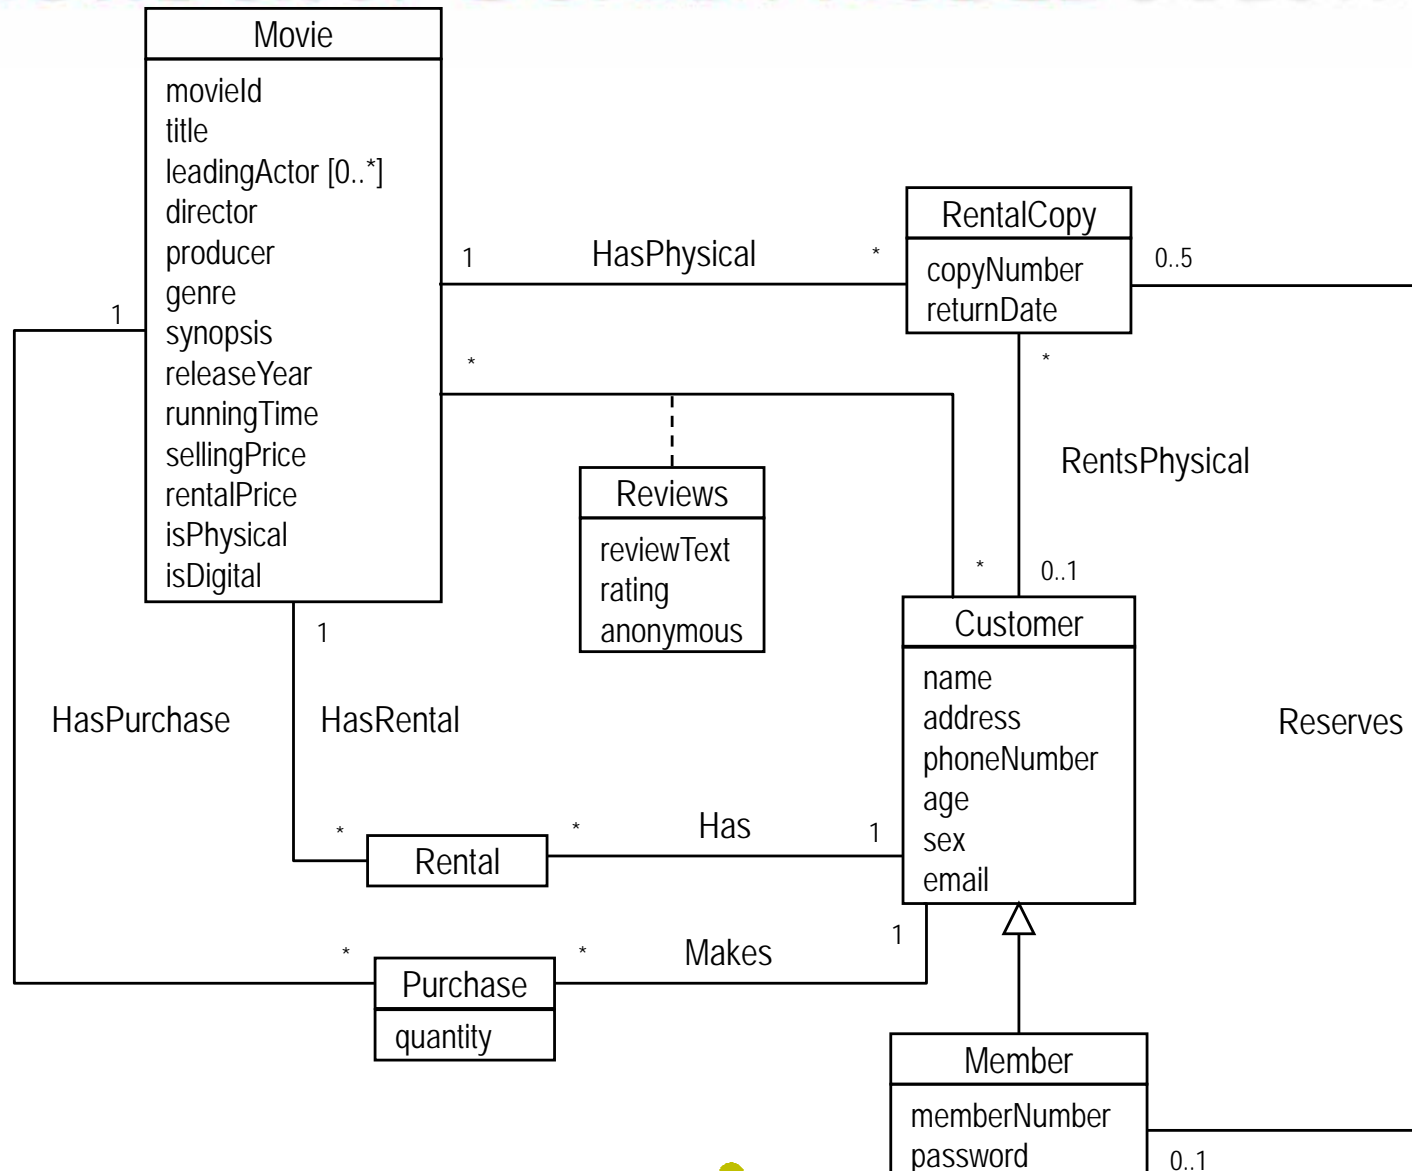 Movie
movieId
title
leadingActor [0..*]
director
producer
genre
synopsis
releaseYear
runningTime
sellingPrice
rentalPrice
isPhysical
isDigital
1
HasPhysical
*
RentalCopy
copyNumber
returnDate
0..5
1
*
*
RentsPhysical
Reviews
reviewText
rating
anonymous
*
0..1
Customer
name
address
phoneNumber
age
sex
email
1
HasPurchase
HasRental
Reserves
*
Rental
*
Has
1
*
Purchase
quantity
*
Makes
1
Member
memberNumber
password
0..1